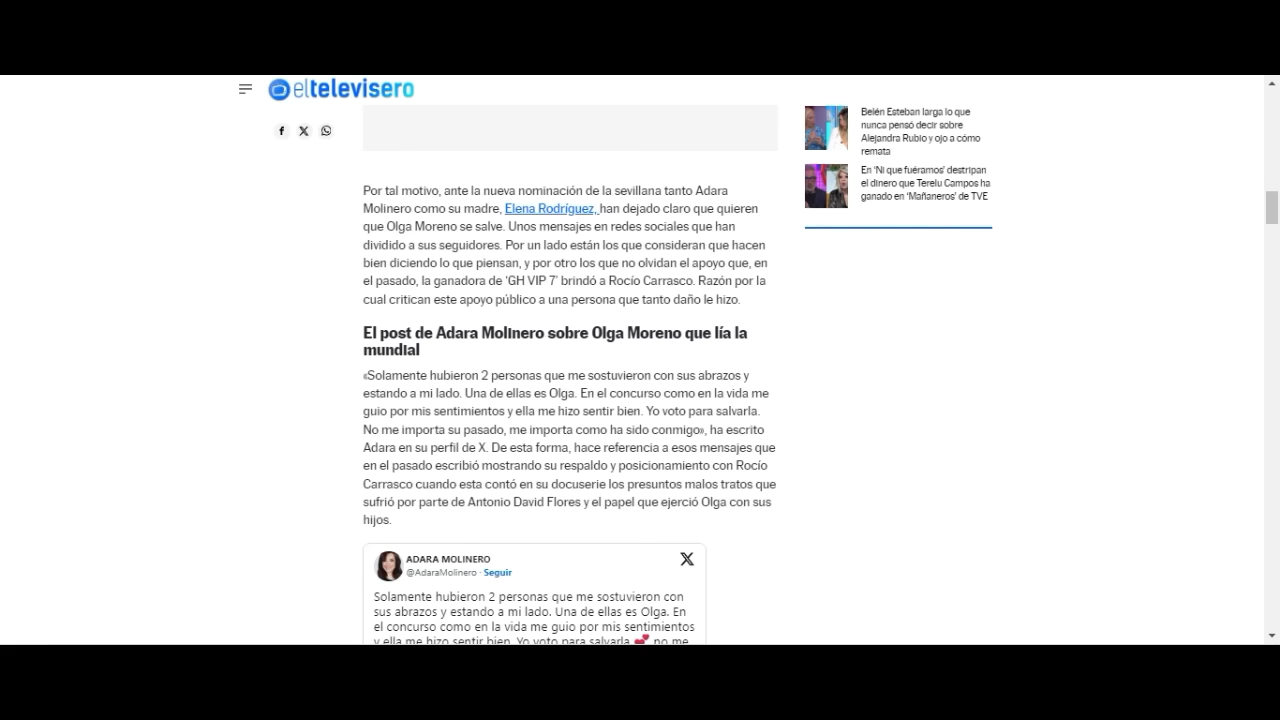 eltelevisero
Por tal motivo, ante la nueva nominación de la sevillana tanto Adara
Molinero como su madre, Elena Rodríguez, han dejado claro que quieren
que Olga Moreno se salve. Unos mensajes en redes sociales que han
dividido a sus seguidores. Por un lado están los que consideran que hacen
bien diciendo lo que piensan, y por otro los que no olvidan el apoyo que, en
el pasado, la ganadora de ‘GH VIP 7’ brindó a Rocío Carrasco. Razón por la
cual critican este apoyo público a una persona que tanto daño le hizo.
El post de Adara Molinero sobre Olga Moreno que lía la
mundial
«Solamente hubieron 2 personas que me sostuvieron con sus abrazos y
estando a mi lado. Una de ellas es Olga. En el concurso como en la vida me
guio por mis sentimientos y ella me hizo sentir bien. Yo voto para salvarla.
No me importa su pasado, me importa como ha sido conmigo», ha escrito
Adara en su perfil de X. De esta forma, hace referencia a esos mensajes que
en el pasado escribió mostrando su respaldo y posicionamiento con Rocío
Carrasco cuando esta contó en su docuserie los presuntos malos tratos que
sufrió por parte de Antonio David Flores y el papel que ejerció Olga con sus
hijos.
ADARA MOLINERO
@AdaraMolinero · Seguir
Solamente hubieron 2 personas que me sostuvieron con
sus abrazos y estando a mi lado. Una de ellas es Olga. En
el concurso como en la vida me guio por mis sentimientos
y ella me hizo sentir bien. Yo voto para salvarla 💕 no me
Belén Esteban larga lo que
nunca pensó decir sobre
Alejandra Rubio y ojo a cómo
remata
En ‘Ni que fuéramos’ destripan
el dinero que Terelu Campos ha
ganado en ‘Mañaneros’ de TVE